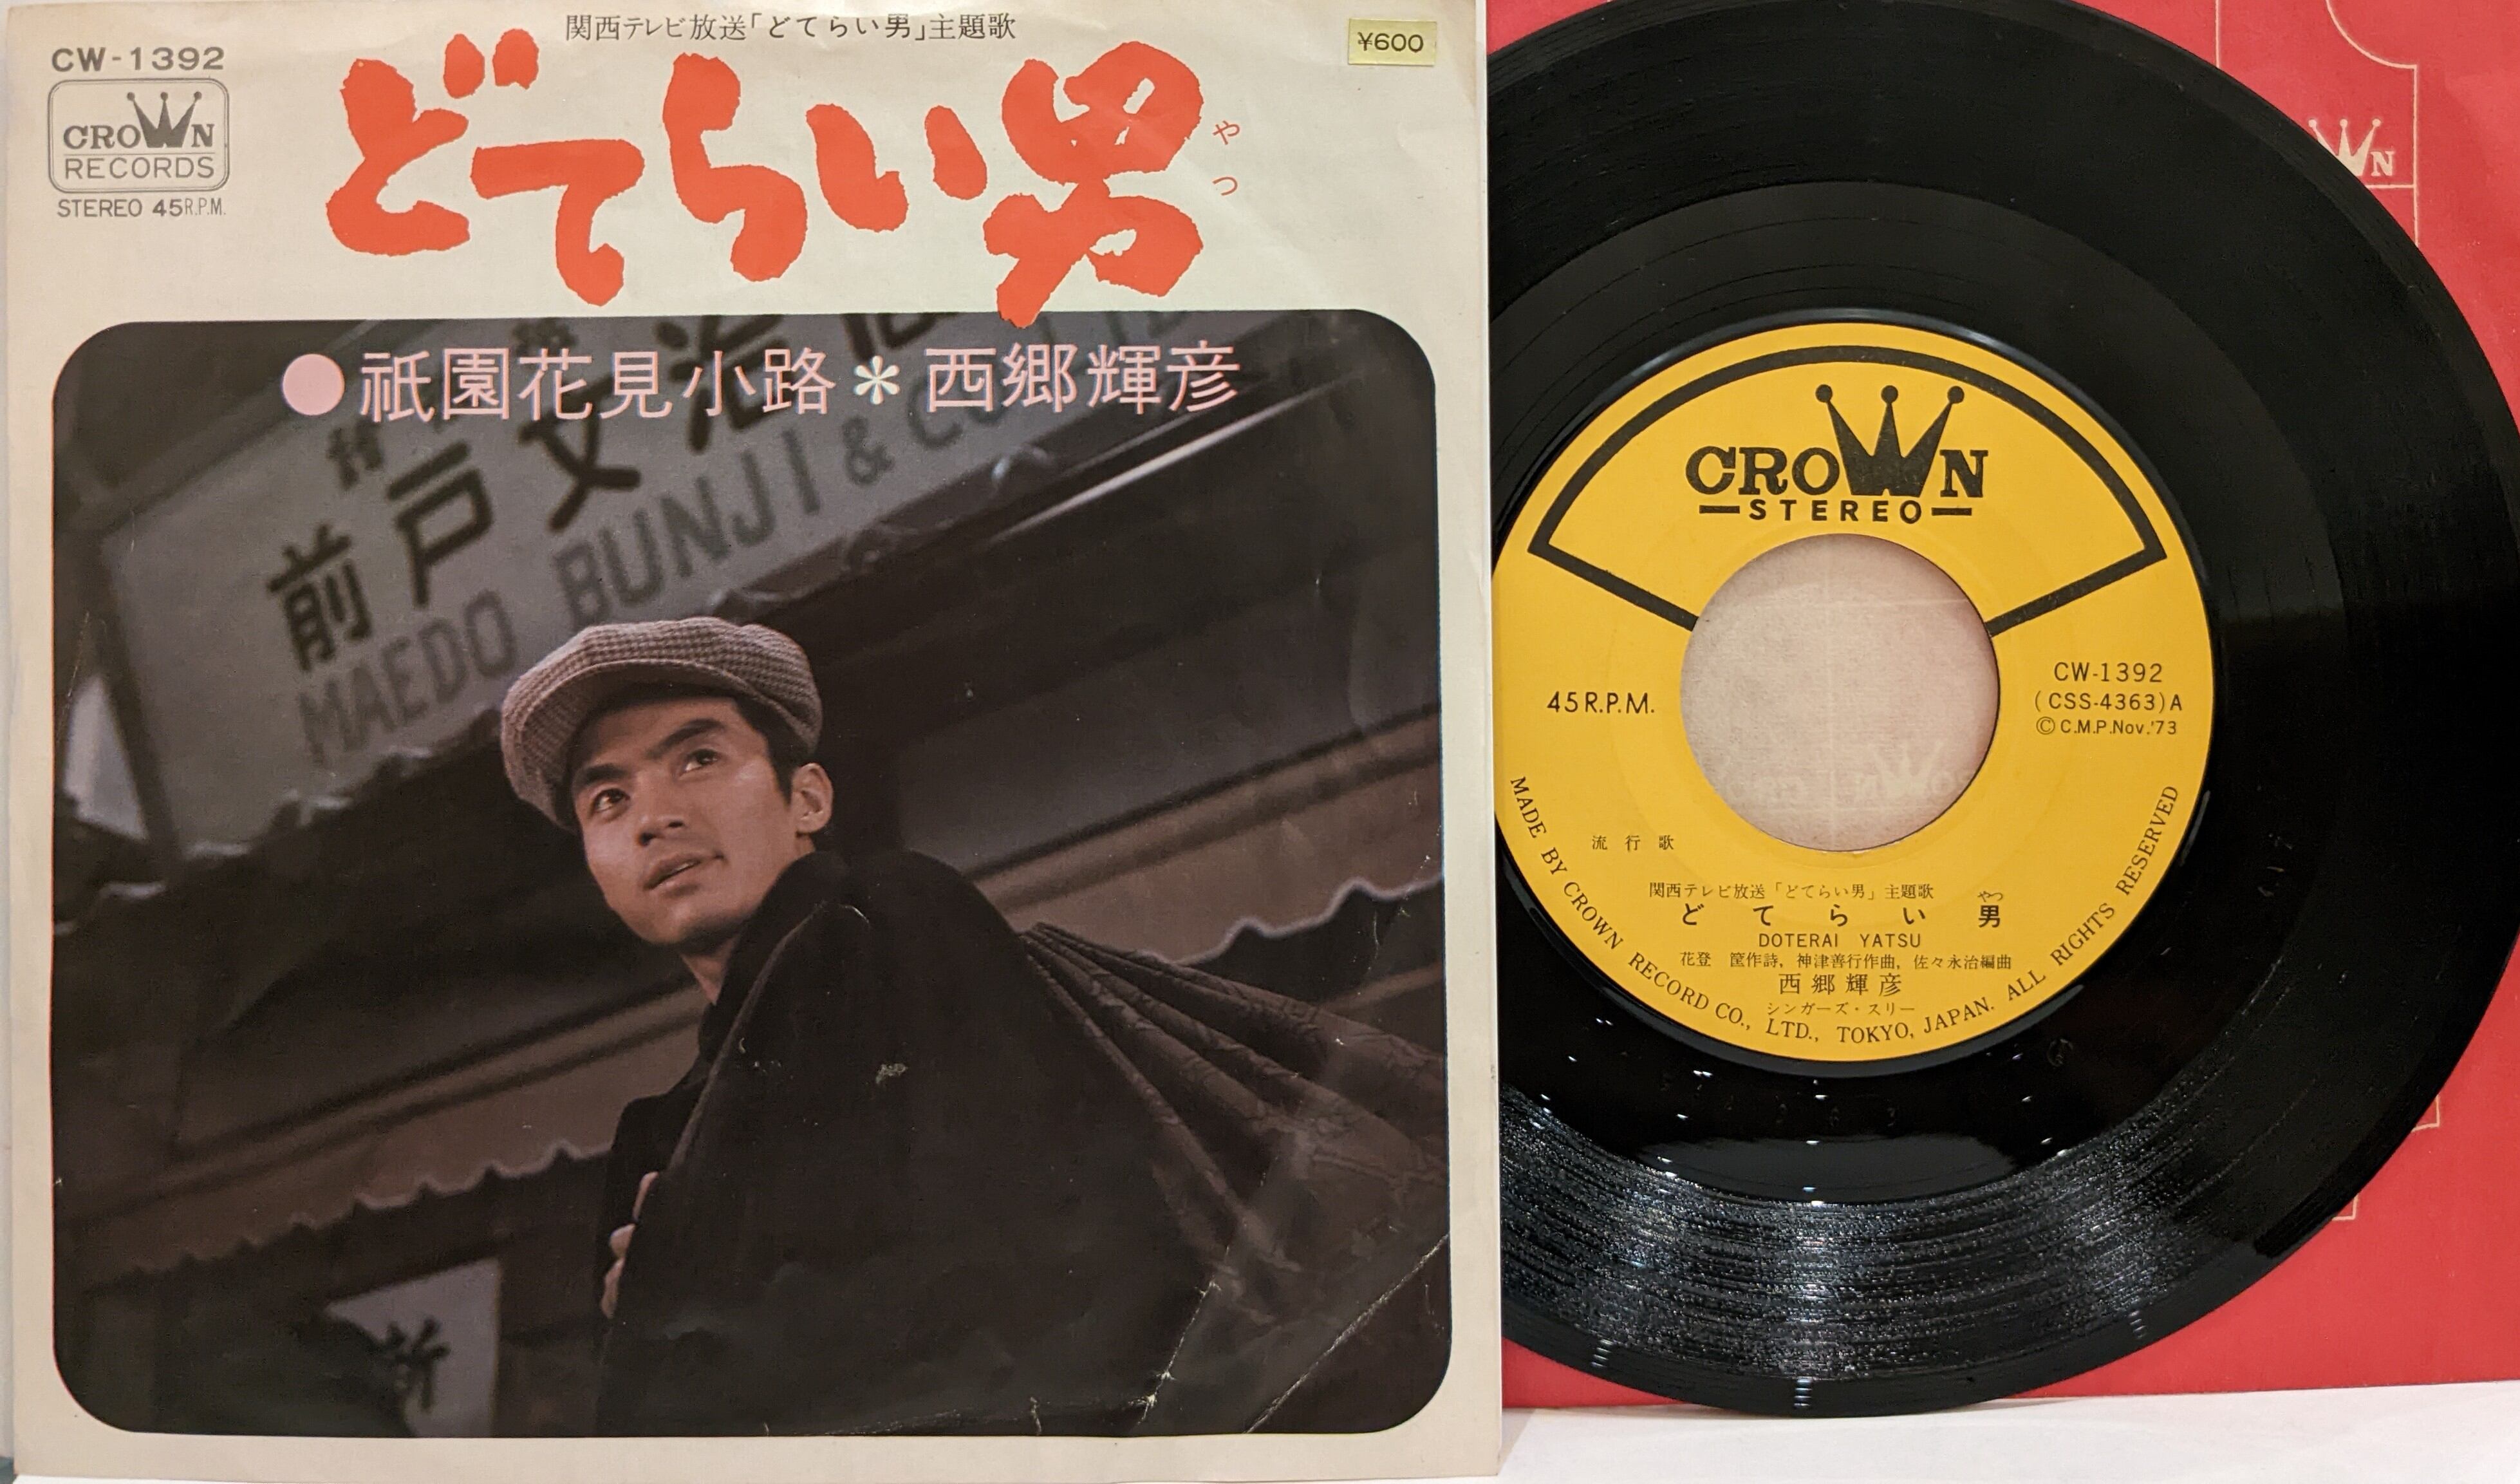 関西テレビ放送「どてらい男」主題歌
¥600
CW-1392
CROWN
RECORDS
STEREO 45R.P.M.
どてらい男
やつ
●祇園花見小路*西郷輝彦
前戸文治
MAEDO BUNJI & CO
CROWN
STEREO
45R.P.M.
CW-1392
(CSS-4363)A
©C.M.P.Nov.'73
流行歌
関西テレビ放送「どてらい男」主題歌
やつ
どてらい男
DOTERAI YATSU
花登 筐作詩, 神津善行作曲, 佐々永治編曲
西郷輝彦
シンガーズ・スリー
MADE BY CROWN RECORD CO., LTD., TOKYO, JAPAN. ALL RIGHTS RESERVED